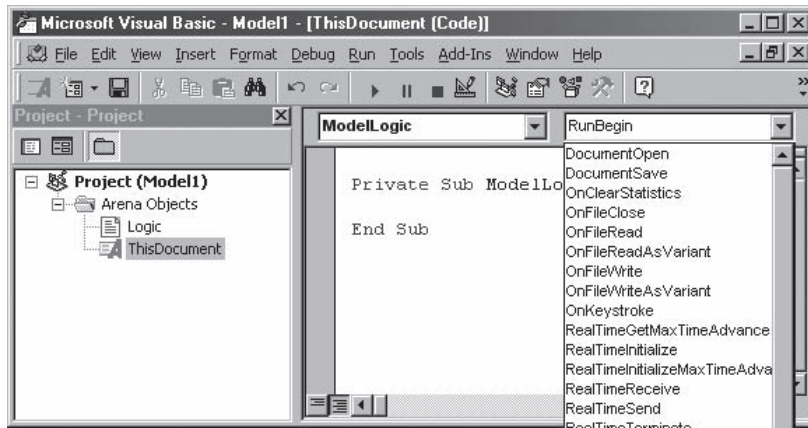 Microsoft Visual Basic - Model1 - [ThisDocument (Code)]
File Edit View Insert Format Debug Run Tools Add-Ins Window Help
Project - Project
Project (Model1)
Arena Objects
Logic
ThisDocument
ModelLogic
RunBegin
Private Sub ModelLo
End Sub
DocumentOpen
DocumentSave
OnClearStatistics
OnFileClose
OnFileRead
OnFileReadAsVariant
OnFileWrite
OnFileWriteAsVariant
OnKeystroke
RealTimeGetMaxTimeAdvance
RealTimeInitialize
RealTimeInitializeMaxTimeAdva
RealTimeReceive
RealTimeSend
RealTimeTerminate